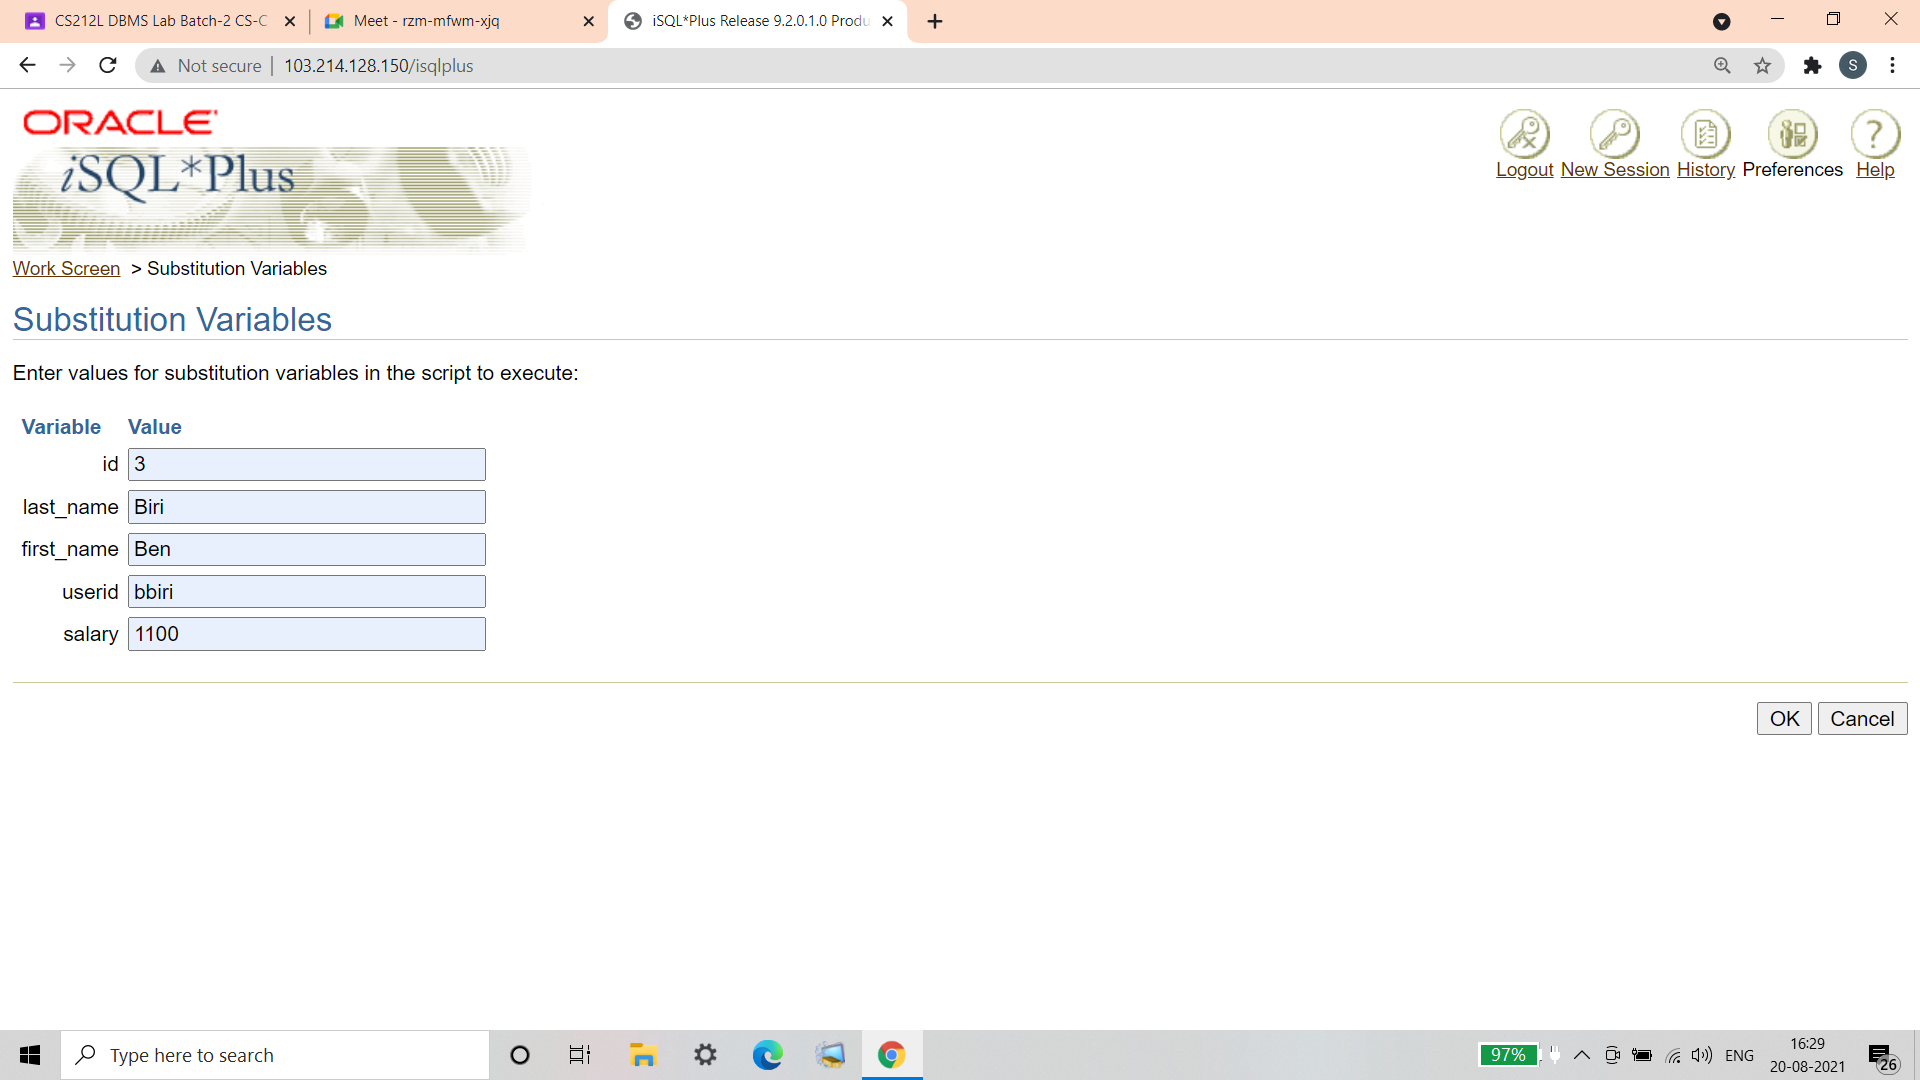 CS212L DBMS Lab Batch-2 CS-C
Meet - rzm-mfwm-xjq
iSQL*Plus Release 9.2.0.1.0 Produ
Not secure
103.214.128.150/isqlplus
S
ORACLE
iSQL*Plus
Logout New Session History Preferences Help
Work Screen > Substitution Variables
Substitution Variables
Enter values for substitution variables in the script to execute:
Variable Value
id 3
last_name Biri
first_name Ben
userid bbiri
salary 1100
OK Cancel
Type here to search
97%
ENG
16:29
20-08-2021
26